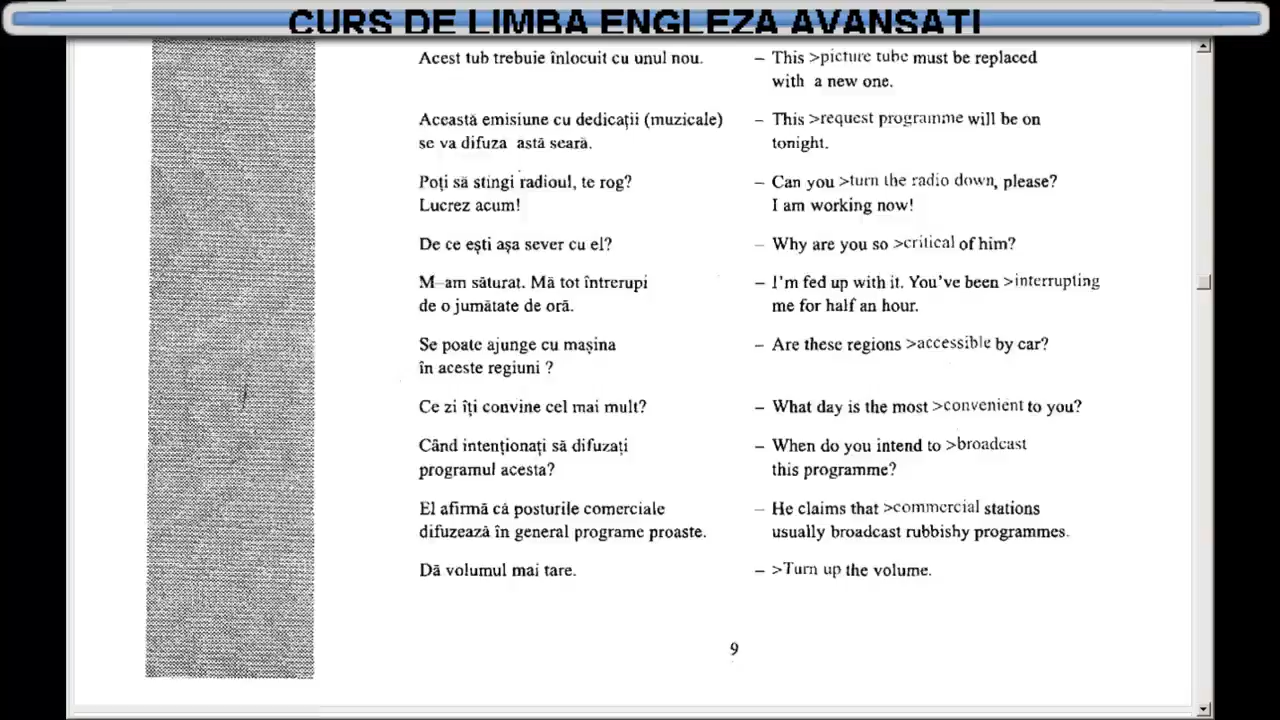 CURS DE LIMBA ENGLEZA AVANSATI
Acest tub trebuie înlocuit cu unul nou.
– This >picture tube must be replaced
with a new one.
Această emisiune cu dedicații (muzicale)
se va difuza astă seară.
– This >request programme will be on
tonight.
Poți să stingi radioul, te rog?
Lucrez acum!
– Can you >turn the radio down, please?
I am working now!
De ce ești așa sever cu el?
– Why are you so >critical of him?
M–am săturat. Mă tot întrerupi
de o jumătate de oră.
– I'm fed up with it. You've been >interrupting
me for half an hour.
Se poate ajunge cu mașina
în aceste regiuni ?
– Are these regions >accessible by car?
Ce zi îți convine cel mai mult?
– What day is the most >convenient to you?
Când intenționați să difuzați
programul acesta?
– When do you intend to >broadcast
this programme?
El afirmă că posturile comerciale
difuzează în general programe proaste.
– He claims that >commercial stations
usually broadcast rubbishy programmes.
Dă volumul mai tare.
– >Turn up the volume.
9